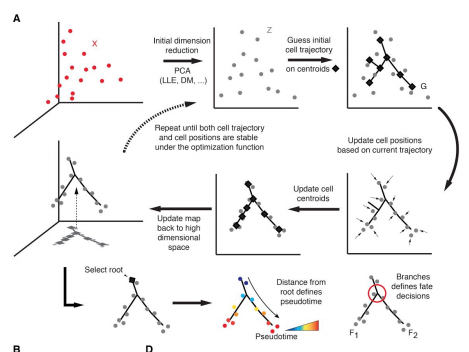 A
X
Initial dimension
reduction
PCA
(LLE, DM, ...)
Z
Guess initial
cell trajectory
on centroids
G
Repeat until both cell trajectory
and cell positions are stable
under the optimization function
Update cell positions
based on current trajectory
Update cell
centroids
Update map
back to high
dimensional
space
Select root
Distance from
root defines
pseudotime
Pseudotime
Branches
defines fate
decisions
F1
F2
B
D